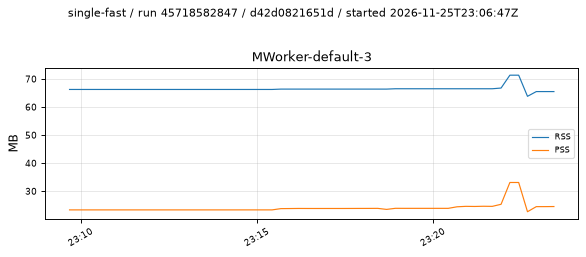 single-fast / run 45718582847 / d42d0821651d / started 2026-11-25T23:06:47Z
MWorker-default-3
70
60
50
40
30
MB
RSS
PSS
23:10
23:15
23:20